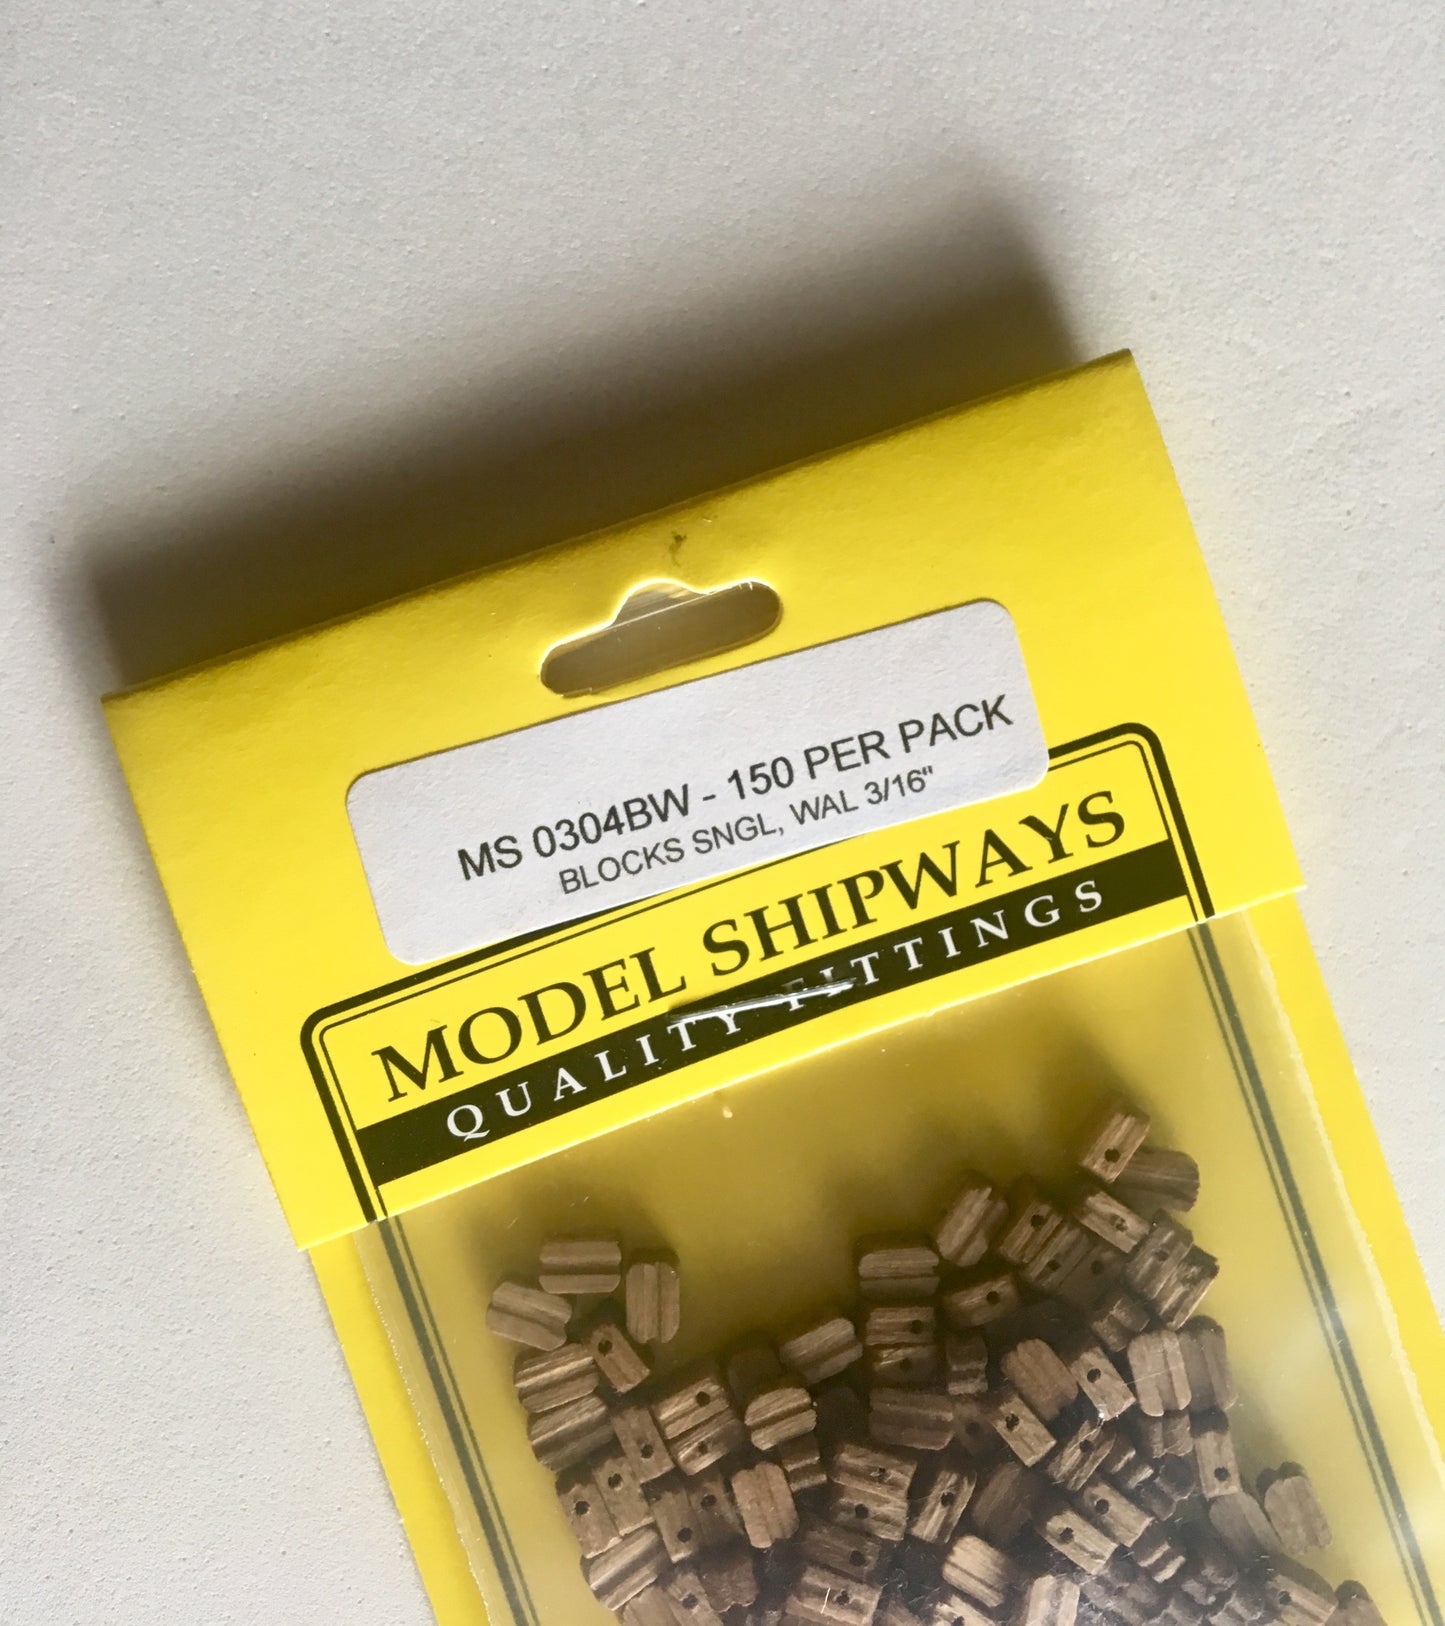 MS 0304BW - 150 PER PACK
BLOCKS SNGL, WAL 3/16"
MODEL SHIPWAYS
QUALITY FITTINGS